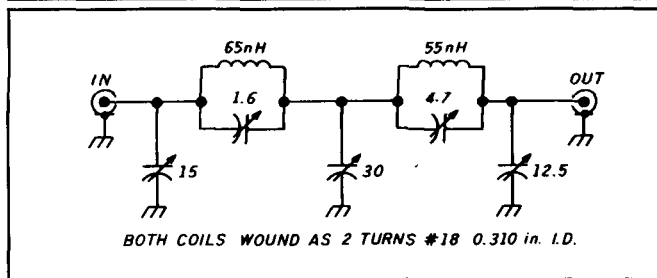 65nH 55nH
IN 1.6 4.7 OUT
15 30 12.5
BOTH COILS WOUND AS 2 TURNS #18 0.310 in. I.D.